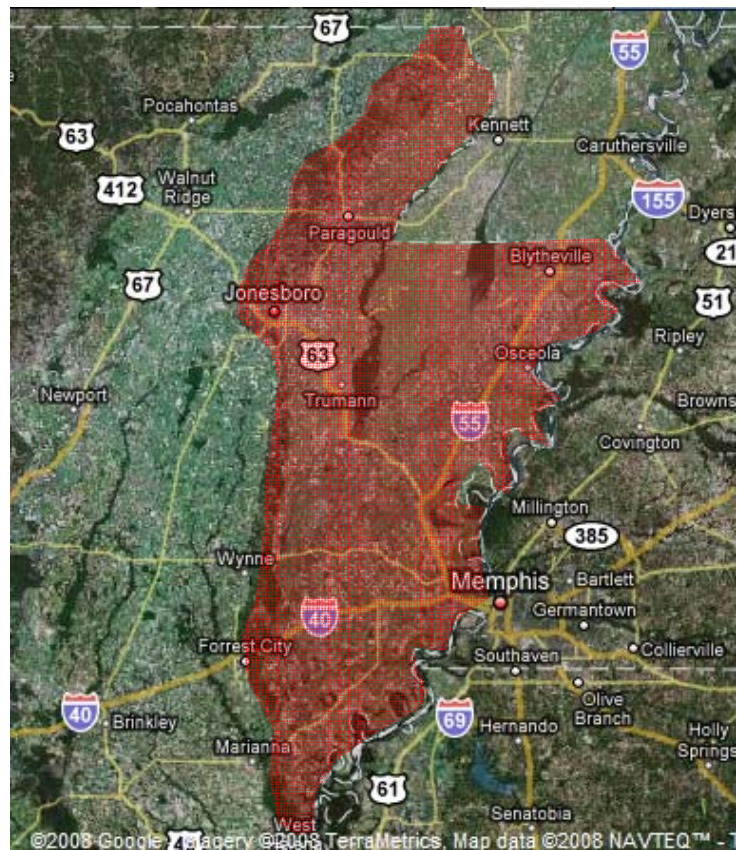 67
55
Pocahontas
Kennett
63
Caruthersville
412
Walnut
Ridge
155
Dyers
Paragould
21
Blytheville
67
Jonesboro
51
Ripley
63
Osceola
Newport
Trumann
Browns
55
Covington
Millington
385
Wynne
Memphis
Bartlett
40
Germantown
Forrest City
Southaven
Collierville
40
Brinkley
69
Olive
Branch
Hernando
Marianna
Holly
Springs
61
Senatobia
West
©2008 Google - Imagery ©2008 TerraMetrics, Map data ©2008 NAVTEQ™ - T